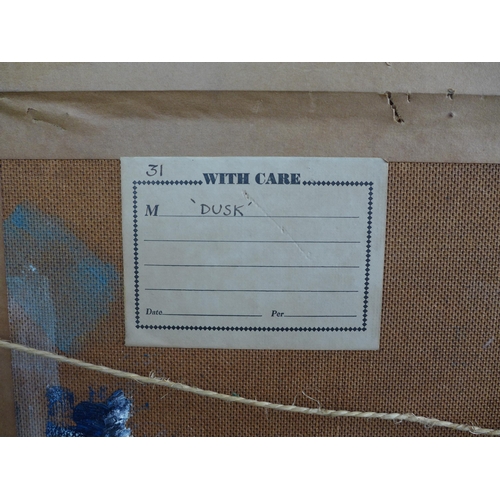 31
WITH CARE
M 'DUSK'
Date Per